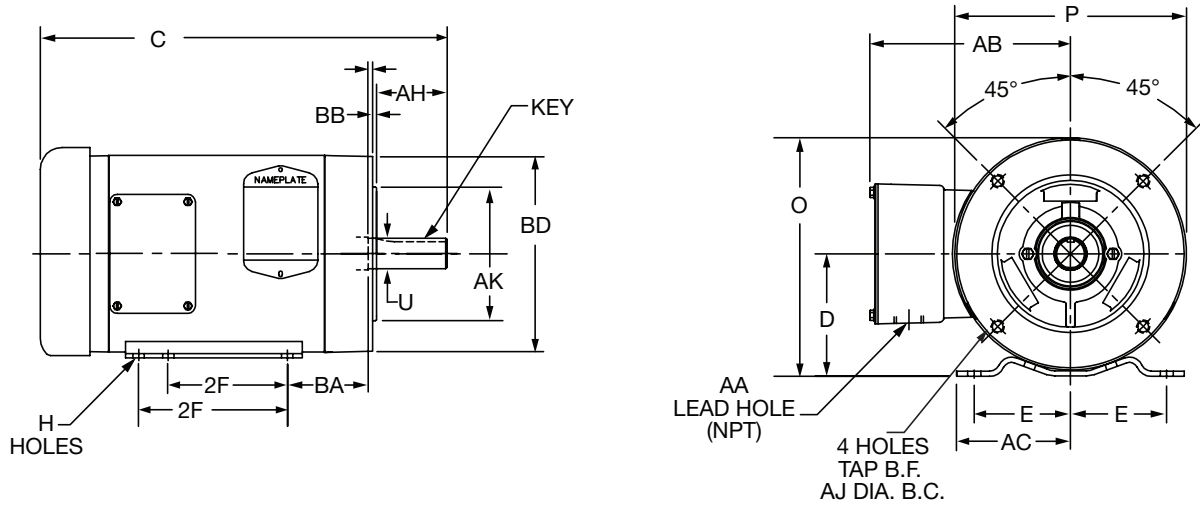 C
AH
BB
KEY
NAMEPLATE
BD
AK
U
2F
BA
2F
H
HOLES
P
AB
45°
45°
O
D
AA
LEAD HOLE
(NPT)
E
E
AC
4 HOLES
TAP B.F.
AJ DIA. B.C.